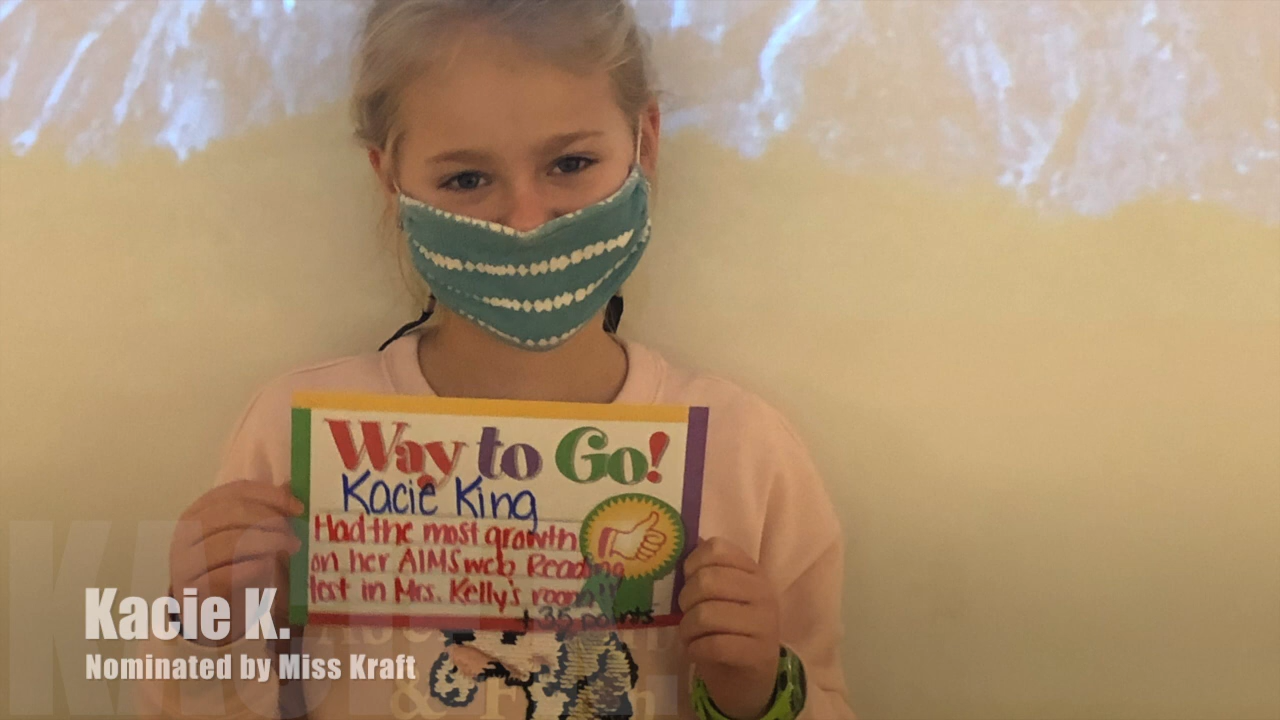 Way to Go!
Kacie King
Had the most growth
on her AIMSweb Reading
test in Mrs. Kelly's room!!
+35 points
Kacie K.
Nominated by Miss Kraft